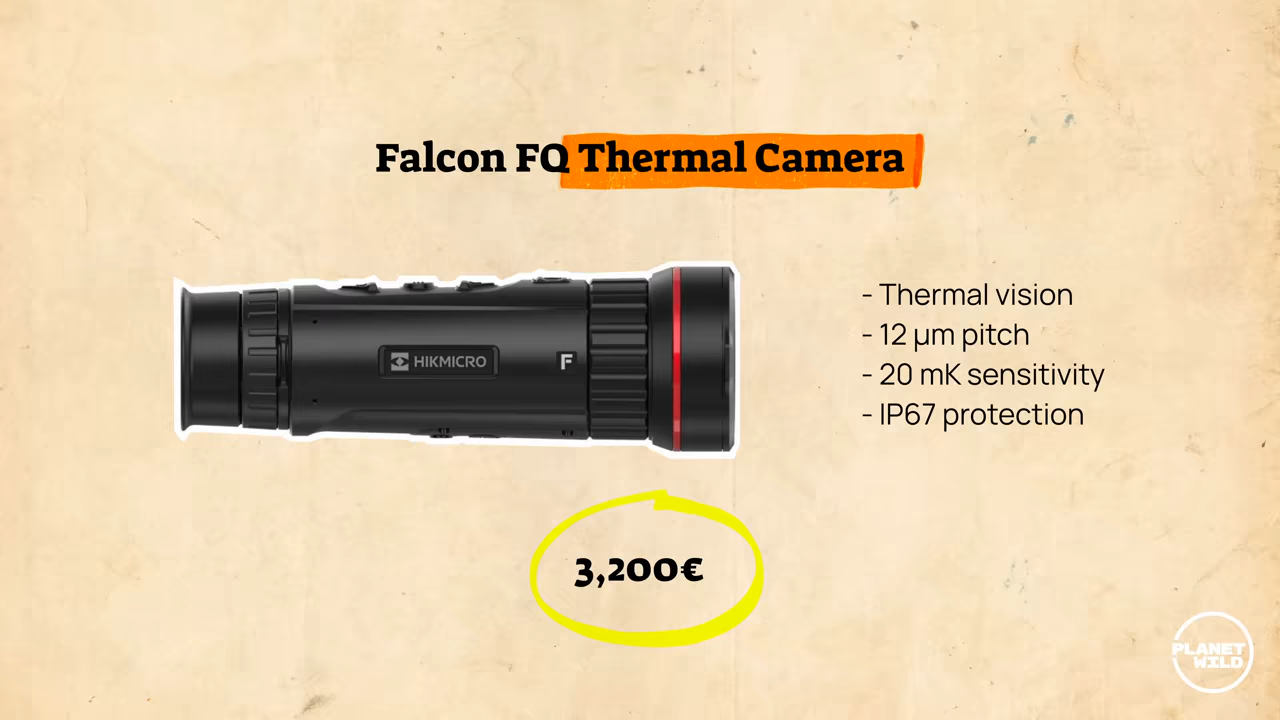 Falcon FQ Thermal Camera
HIKMICRO
F
- Thermal vision
- 12 µm pitch
- 20 mK sensitivity
- IP67 protection
3,200€
PLANET
WILD